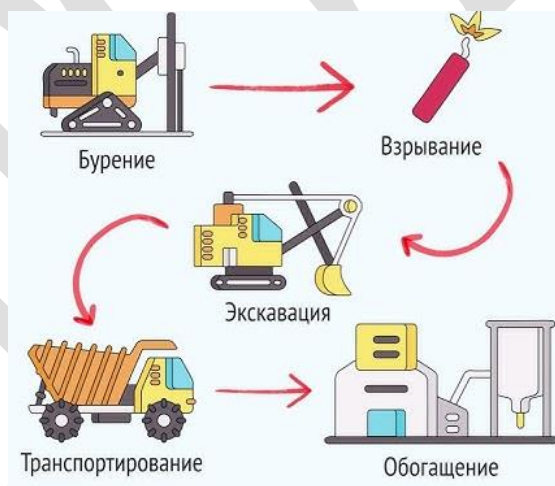 Бурение
Взрывание
Экскавация
Транспортирование
Обогащение